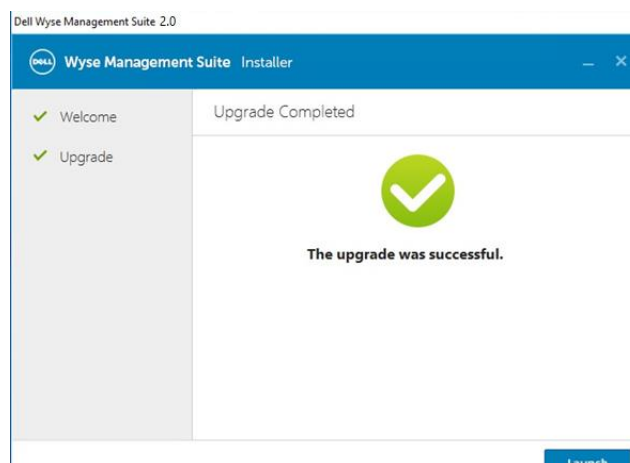 Dell Wyse Management Suite 2.0
DELL Wyse Management Suite Installer
Welcome
Upgrade
Upgrade Completed
The upgrade was successful.
Launch